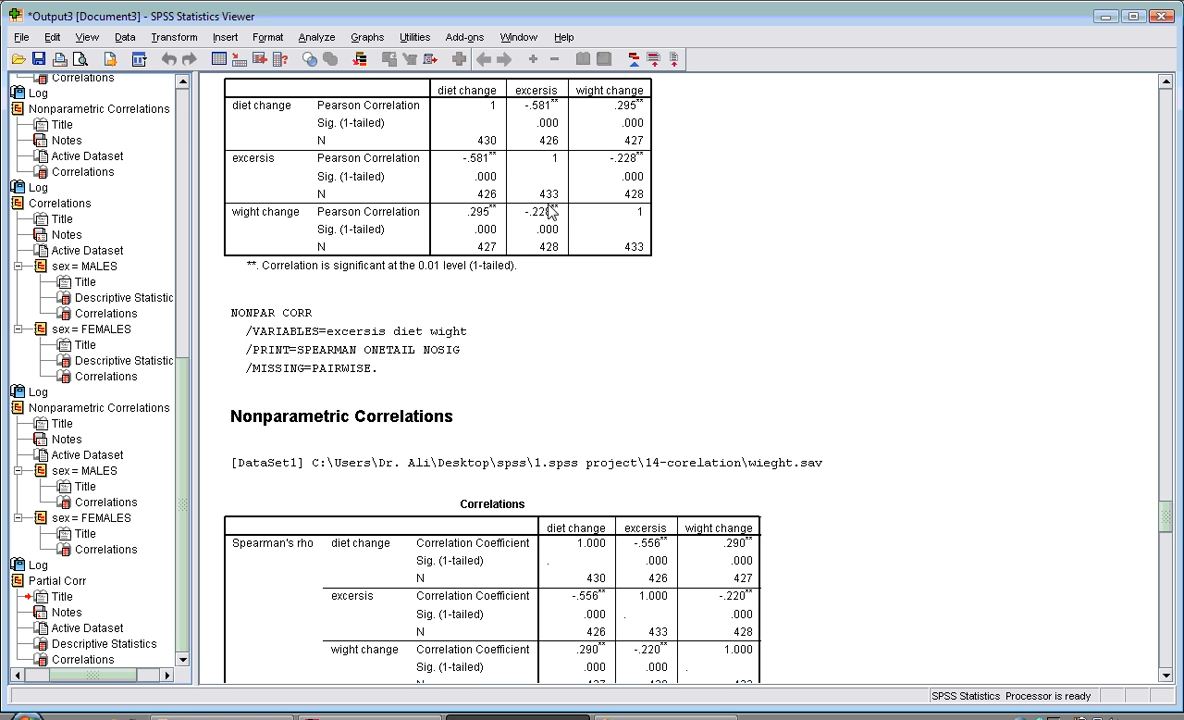 *Output3 [Document3] - SPSS Statistics Viewer
File Edit View Data Transform Insert Format Analyze Graphs Utilities Add-ons Window Help
Correlations
Log
Nonparametric Correlations
Title
Notes
Active Dataset
Correlations
Log
Correlations
Title
Notes
Active Dataset
sex = MALES
Title
Descriptive Statistic
Correlations
sex = FEMALES
Title
Descriptive Statistic
Correlations
Log
Nonparametric Correlations
Title
Notes
Active Dataset
sex = MALES
Title
Correlations
sex = FEMALES
Title
Correlations
Log
Partial Corr
Title
Notes
Active Dataset
Descriptive Statistics
Correlations
diet change excersis wight change
diet change Pearson Correlation 1 -.581** .295**
Sig. (1-tailed) .000 .000
N 430 426 427
excersis Pearson Correlation -.581** 1 -.228**
Sig. (1-tailed) .000 .000
N 426 433 428
wight change Pearson Correlation .295** 1
Sig. (1-tailed) .000 .000
N 427 428 433
**. Correlation is significant at the 0.01 level (1-tailed).
NONPAR CORR
/VARIABLES=excersis diet wight
/PRINT=SPEARMAN ONETAIL NOSIG
/MISSING=PAIRWISE.
Nonparametric Correlations
[DataSet1] C:\Users\Dr. Ali\Desktop\spss\1.spss project\14-corelation\wieght.sav
Correlations
diet change excersis wight change
Spearman's rho diet change Correlation Coefficient 1.000 -.556** .290**
Sig. (1-tailed) . .000 .000
N 430 426 427
excersis Correlation Coefficient -.556** 1.000 -.220**
Sig. (1-tailed) .000 . .000
N 426 433 428
wight change Correlation Coefficient .290** -.220** 1.000
Sig. (1-tailed) .000 .000 .
N
SPSS Statistics Processor is ready